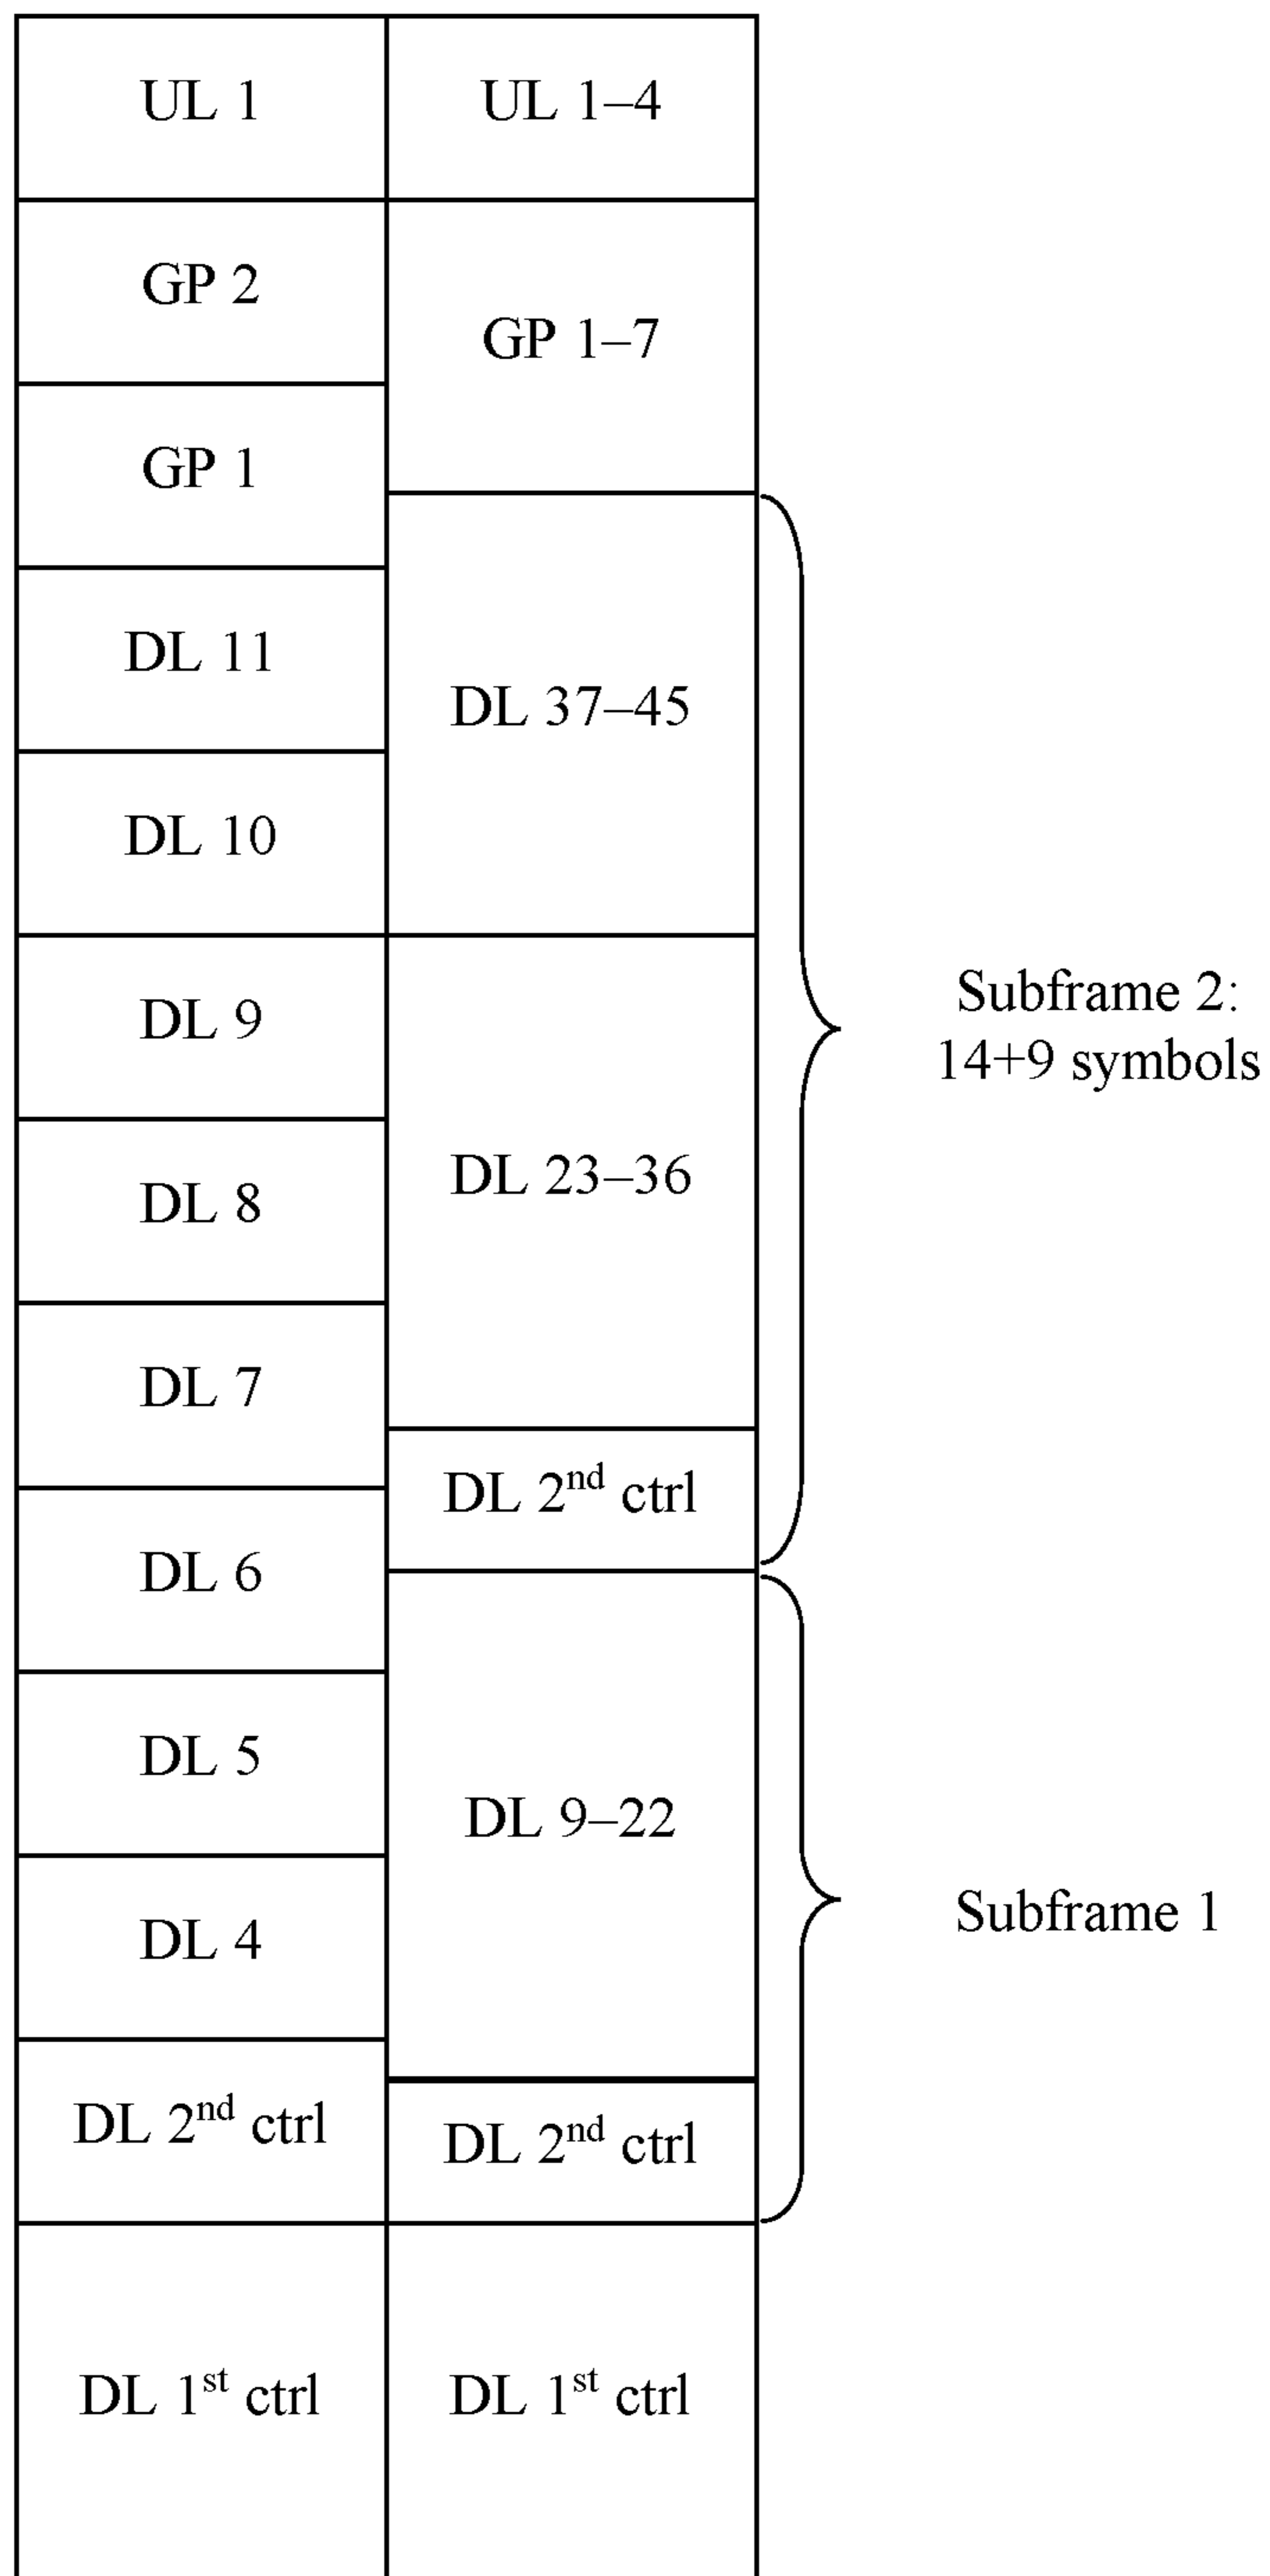 UL 1
UL 1–4
GP 2
GP 1–7
GP 1
DL 11
DL 37–45
DL 10
Subframe 2:
14+9 symbols
DL 9
DL 23–36
DL 8
DL 7
DL 2nd ctrl
DL 6
DL 5
DL 9–22
Subframe 1
DL 4
DL 2nd ctrl
DL 2nd ctrl
DL 1st ctrl
DL 1st ctrl